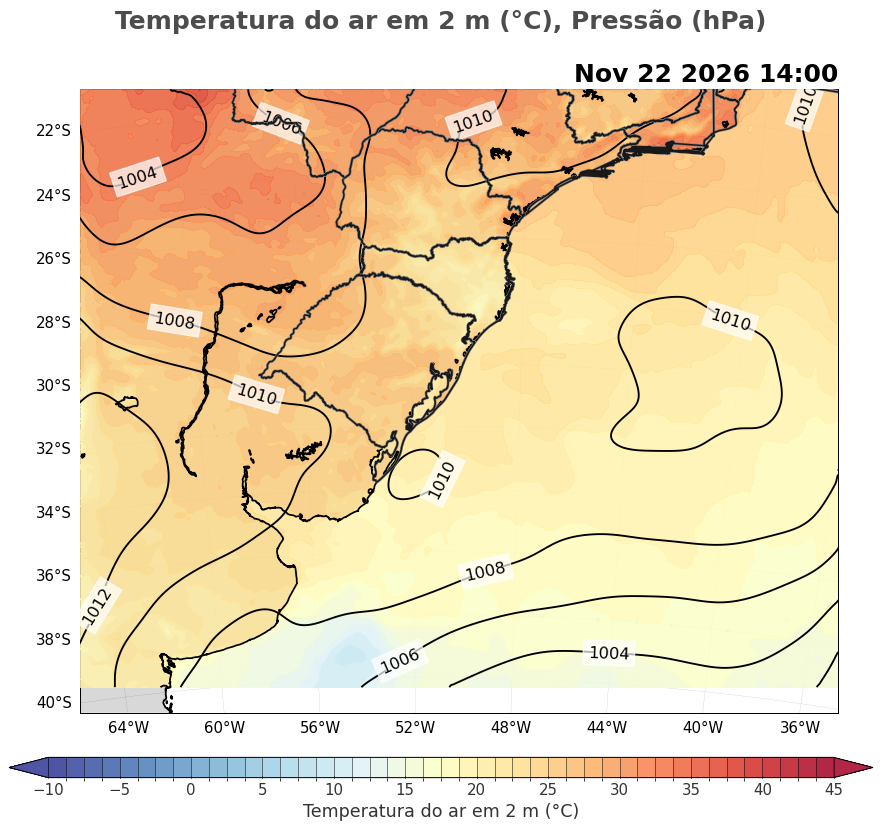 Temperatura do ar em 2 m (°C), Pressão (hPa)
Nov 22 2026 14:00
1006
1010
1010
22°S
1004
24°S
26°S
1008
1010
28°S
1010
30°S
32°S
1010
34°S
1008
36°S
1012
38°S
1006
1004
40°S
64°W 60°W 56°W 52°W 48°W 44°W 40°W 36°W
−10 −5 0 5 10 15 20 25 30 35 40 45
Temperatura do ar em 2 m (°C)